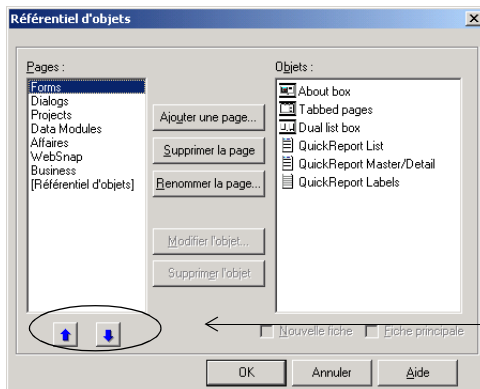 Référentiel d'objets
Pages :
Forms
Dialogs
Projects
Data Modules
Affaires
WebSnap
Business
[Référentiel d'objets]
Ajouter une page...
Supprimer la page
Renommer la page...
Modifier l'objet...
Supprimer l'objet
Objets :
About box
Tabbed pages
Dual list box
QuickReport List
QuickReport Master/Detail
QuickReport Labels
Nouvelle fiche
Fiche principale
OK
Annuler
Aide